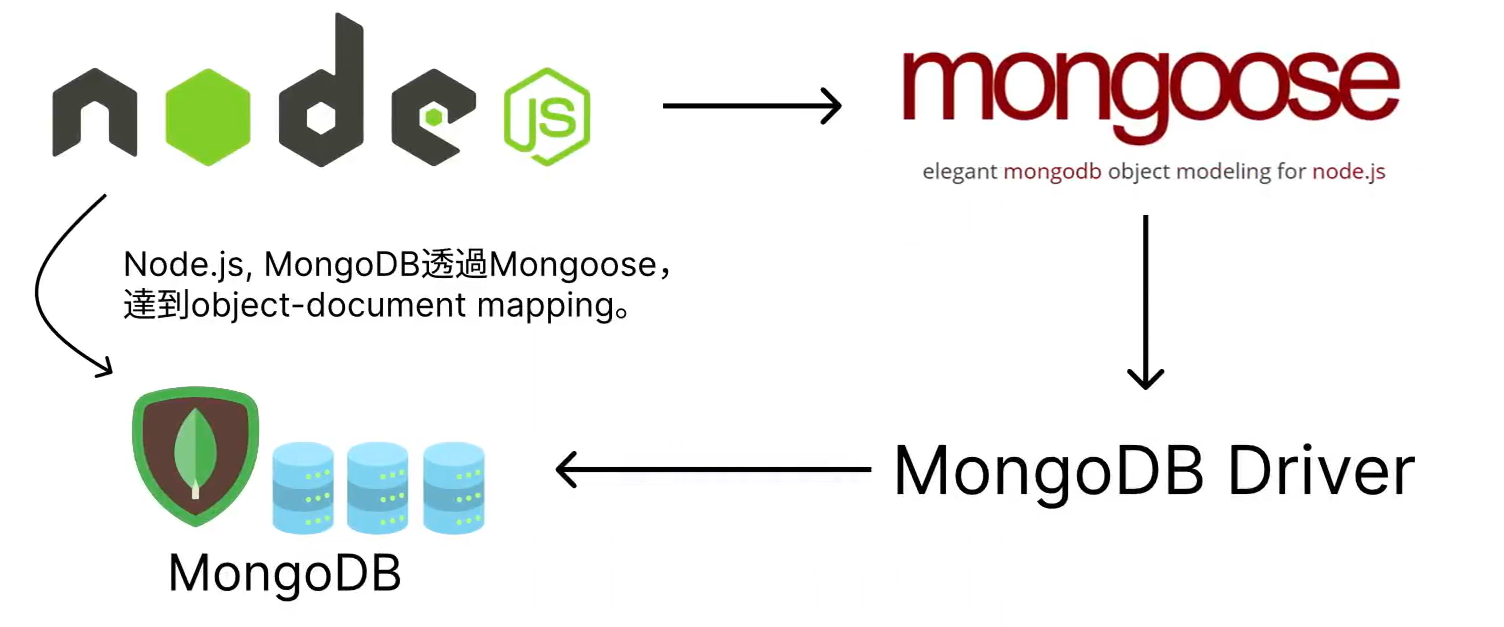 node JS
mongoose
elegant mongodb object modeling for node.js
Node.js, MongoDB透過Mongoose，
達到object-document mapping。
MongoDB Driver
MongoDB